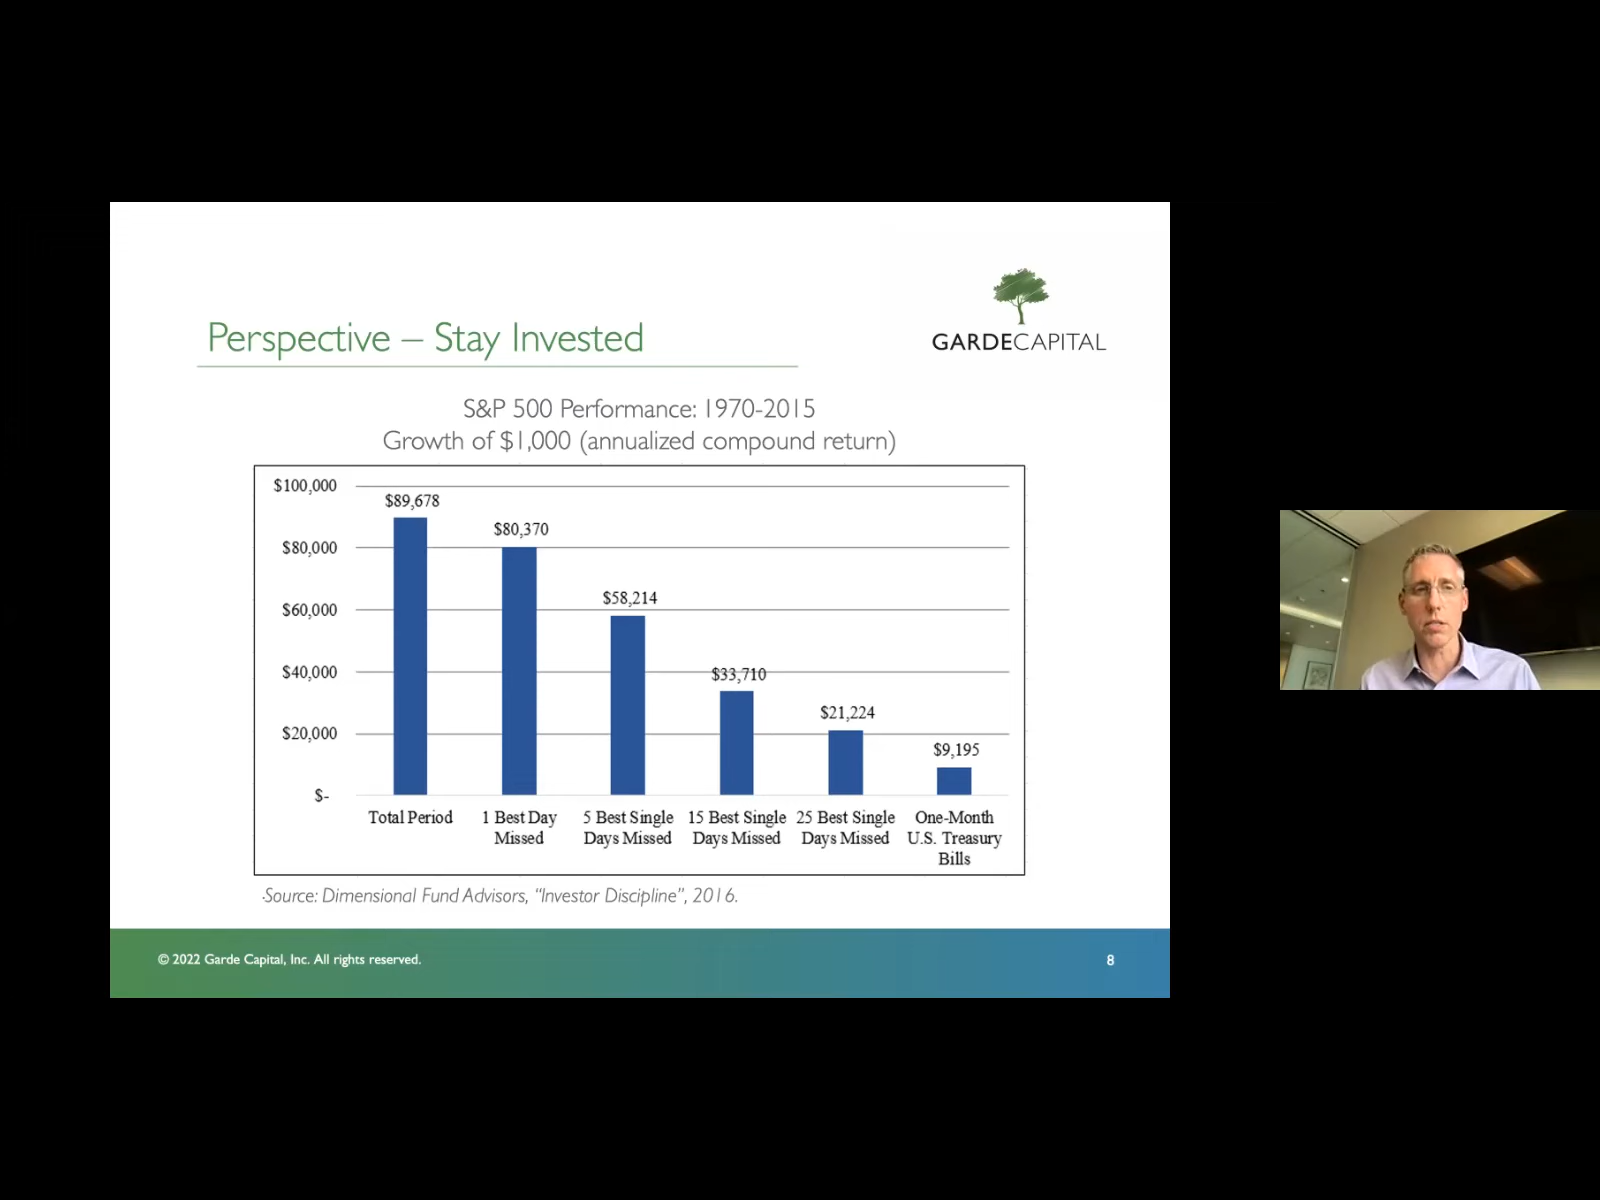 GARDECAPITAL
Perspective – Stay Invested
S&P 500 Performance: 1970-2015
Growth of $1,000 (annualized compound return)
$100,000
$80,000
$60,000
$40,000
$20,000
$-
$89,678
$80,370
$58,214
$33,710
$21,224
$9,195
Total Period
1 Best Day
Missed
5 Best Single
Days Missed
15 Best Single
Days Missed
25 Best Single
Days Missed
One-Month
U.S. Treasury
Bills
·Source: Dimensional Fund Advisors, “Investor Discipline”, 2016.
© 2022 Garde Capital, Inc. All rights reserved.
8